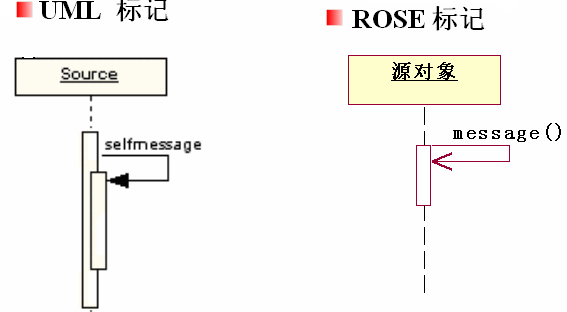 UML 标记
ROSE 标记
Source
源对象
selfmessage
message()